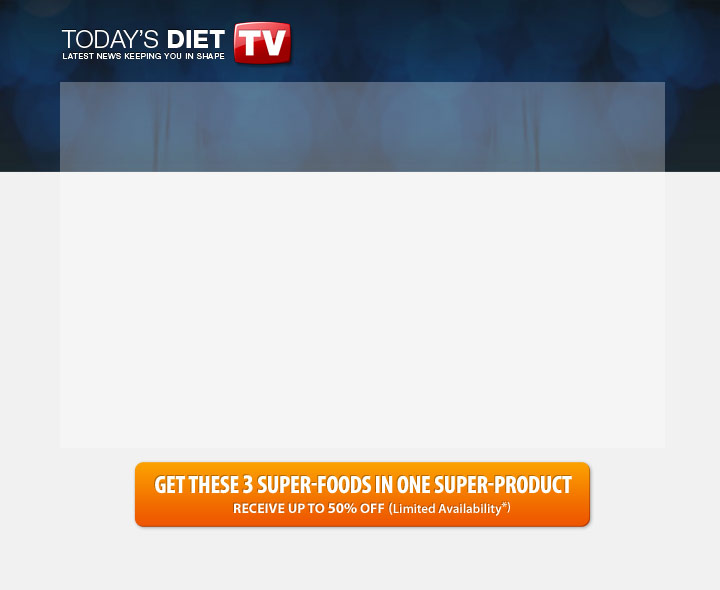 TODAY'S DIET TV
LATEST NEWS KEEPING YOU IN SHAPE
GET THESE 3 SUPER-FOODS IN ONE SUPER-PRODUCT
RECEIVE UP TO 50% OFF (Limited Availability*)